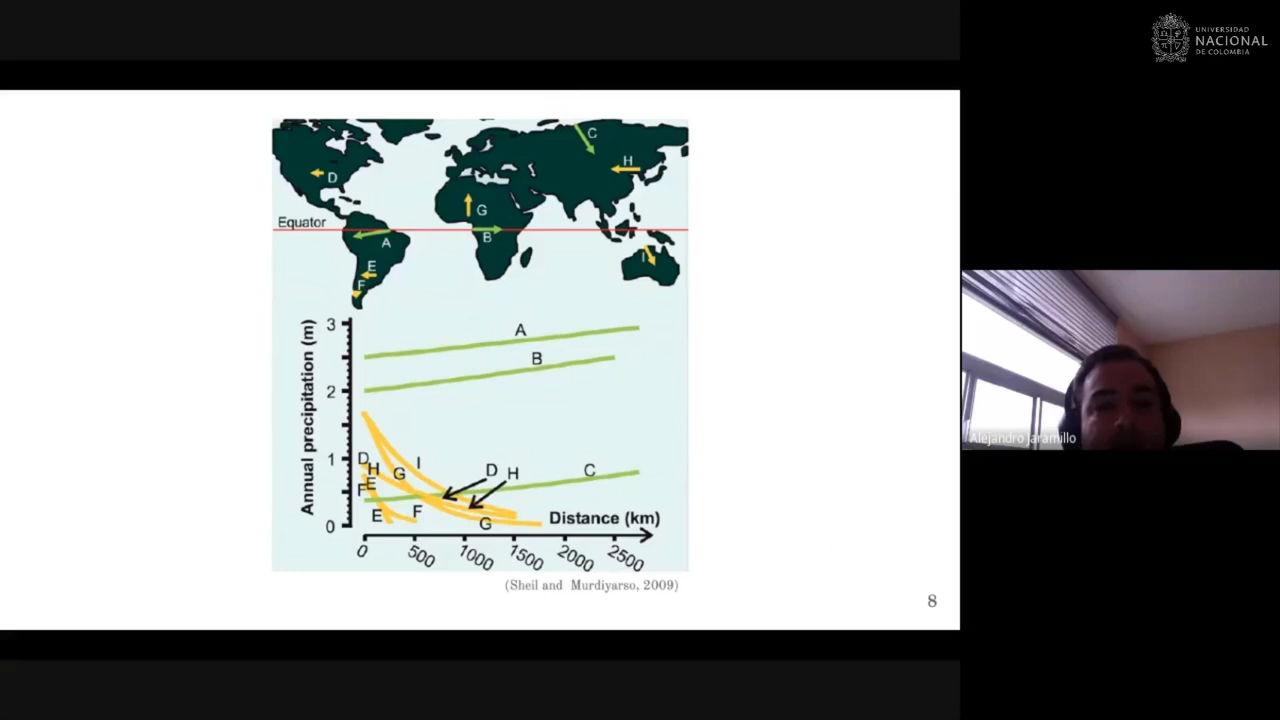 UNIVERSIDAD
NACIONAL
DE COLOMBIA
C
H
D
G
Equator
B
A
I
E
F
Annual precipitation (m)
3
2
1
0
A
B
C
D
H
G
I
D
H
F
E
E
F
G
Distance (km)
0
500
1000
1500
2000
2500
(Sheil and Murdiyarso, 2009)
8
Alejandro Jaramillo